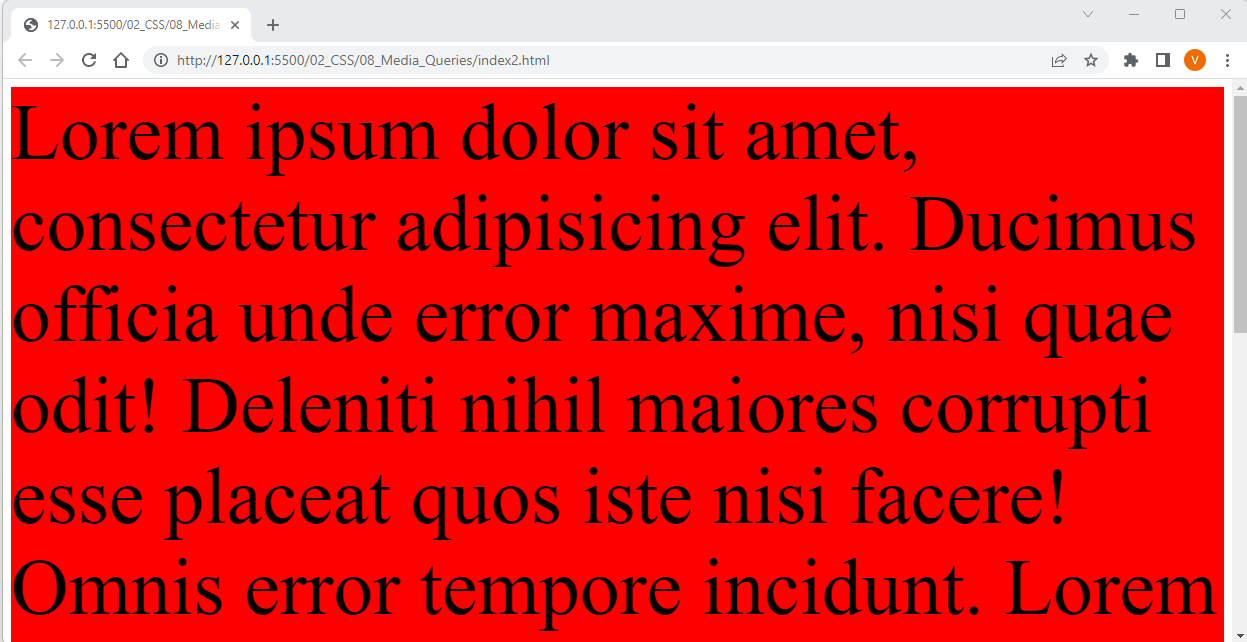 127.0.0.1:5500/02_CSS/08_Media
http://127.0.0.1:5500/02_CSS/08_Media_Queries/index2.html
V
Lorem ipsum dolor sit amet,
consectetur adipisicing elit. Ducimus
officia unde error maxime, nisi quae
odit! Deleniti nihil maiores corrupti
esse placeat quos iste nisi facere!
Omnis error tempore incidunt. Lorem